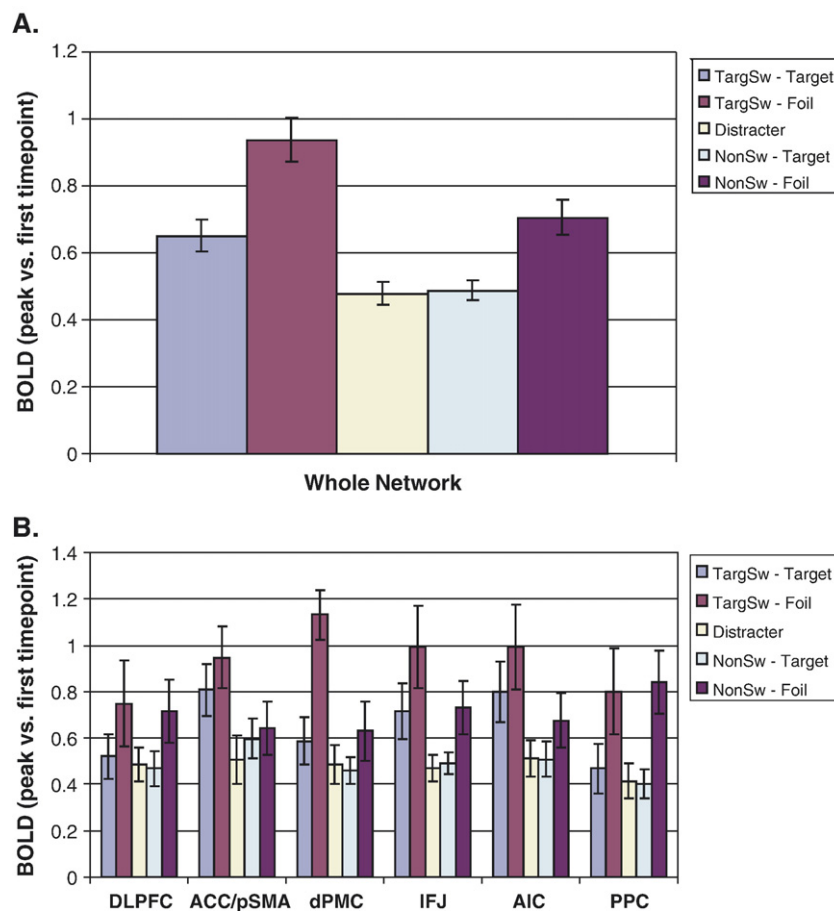 A.
BOLD (peak vs. first timepoint)
1.2
1
0.8
0.6
0.4
0.2
0
Whole Network
TargSw - Target
TargSw - Foil
Distracter
NonSw - Target
NonSw - Foil
B.
BOLD (peak vs. first timepoint)
1.4
1.2
1
0.8
0.6
0.4
0.2
0
DLPFC ACC/pSMA dPMC IFJ AIC PPC
TargSw - Target
TargSw - Foil
Distracter
NonSw - Target
NonSw - Foil